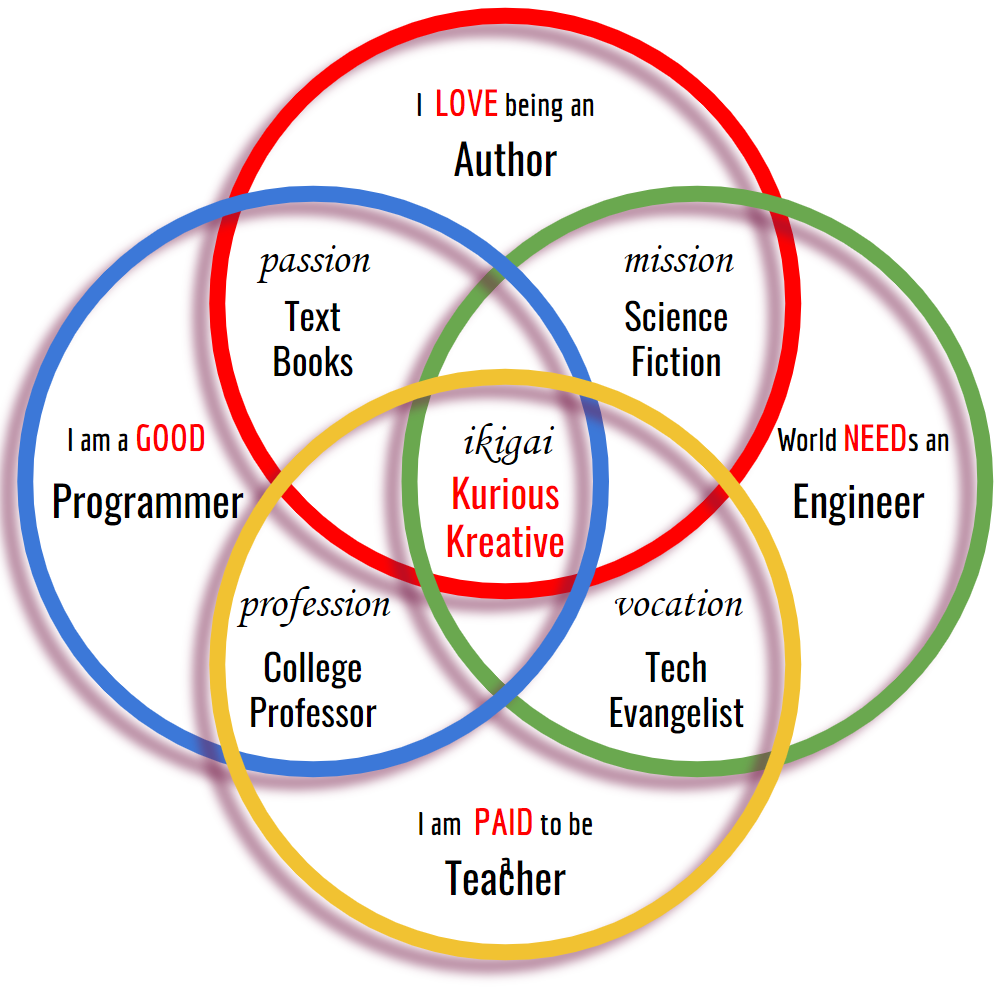 I LOVE being an
Author
passion
Text
Books
mission
Science
Fiction
I am a GOOD
Programmer
ikigai
Kurious
Kreative
World NEEDs an
Engineer
profession
College
Professor
vocation
Tech
Evangelist
I am PAID to be
a
Teacher